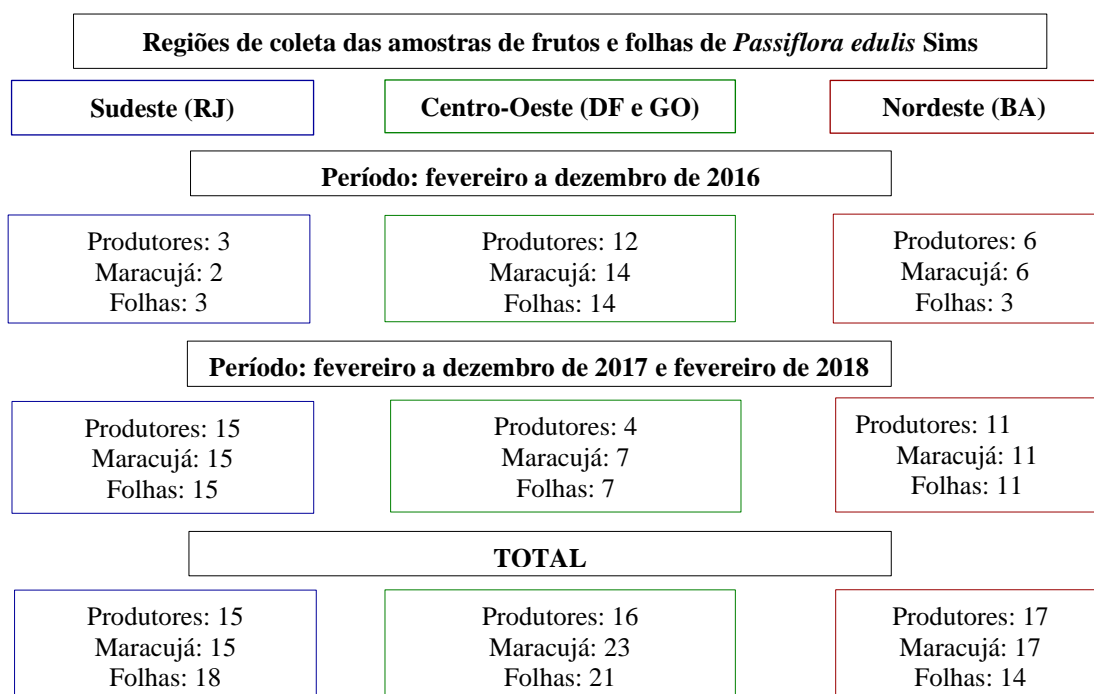 Regiões de coleta das amostras de frutos e folhas de Passiflora edulis Sims
Sudeste (RJ)
Centro-Oeste (DF e GO)
Nordeste (BA)
Período: fevereiro a dezembro de 2016
Produtores: 3
Maracujá: 2
Folhas: 3
Produtores: 12
Maracujá: 14
Folhas: 14
Produtores: 6
Maracujá: 6
Folhas: 3
Período: fevereiro a dezembro de 2017 e fevereiro de 2018
Produtores: 15
Maracujá: 15
Folhas: 15
Produtores: 4
Maracujá: 7
Folhas: 7
Produtores: 11
Maracujá: 11
Folhas: 11
TOTAL
Produtores: 15
Maracujá: 15
Folhas: 18
Produtores: 16
Maracujá: 23
Folhas: 21
Produtores: 17
Maracujá: 17
Folhas: 14